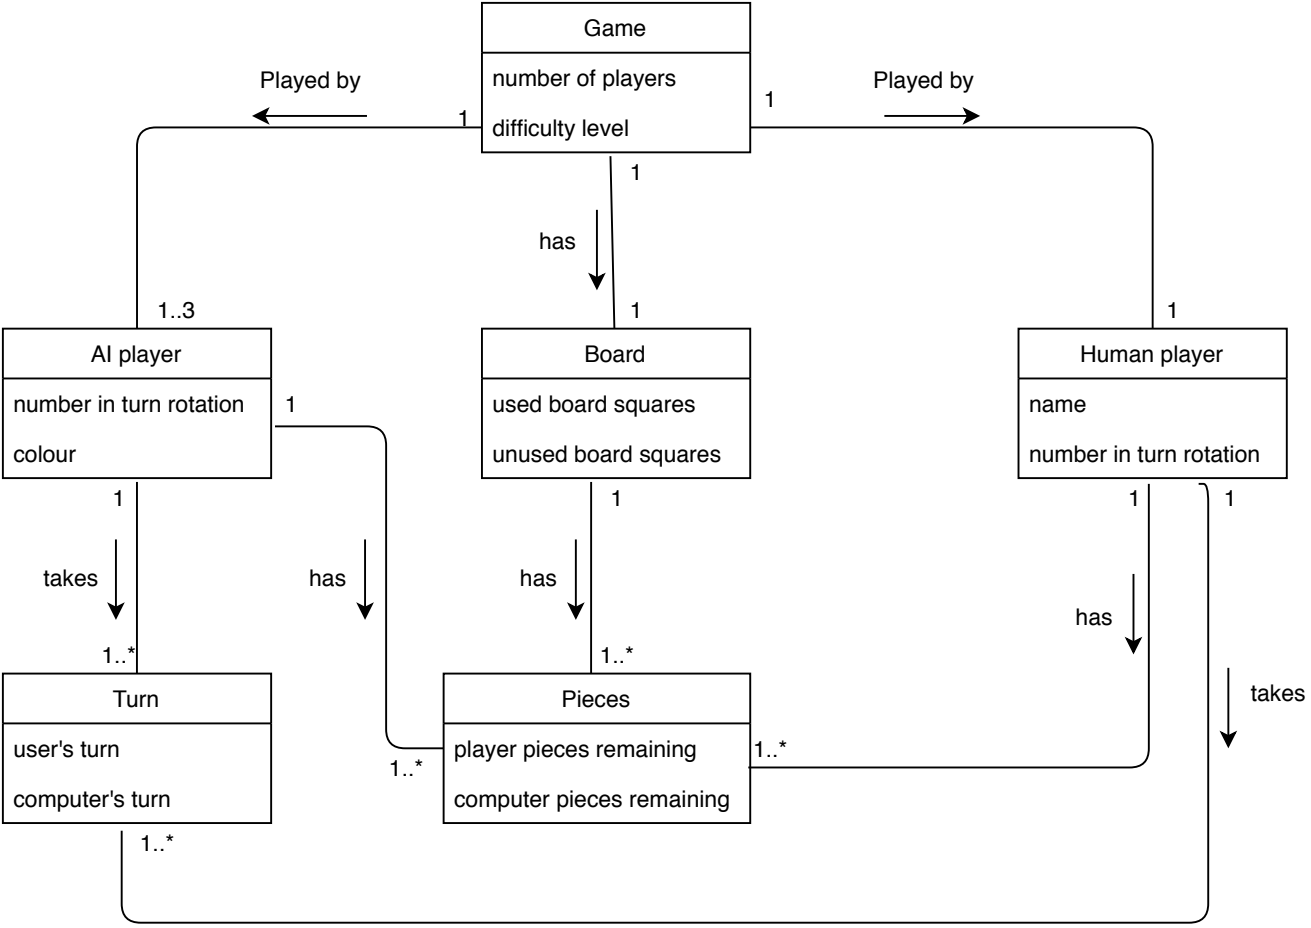 Game
number of players
difficulty level
Played by
1
1
Played by
1
has
1..3
1
1
AI player
number in turn rotation
colour
Board
used board squares
unused board squares
Human player
name
number in turn rotation
1
1
1
1
1
takes
has
has
has
takes
1..*
1..*
Turn
user's turn
computer's turn
Pieces
player pieces remaining
computer pieces remaining
1..*
1..*
1..*